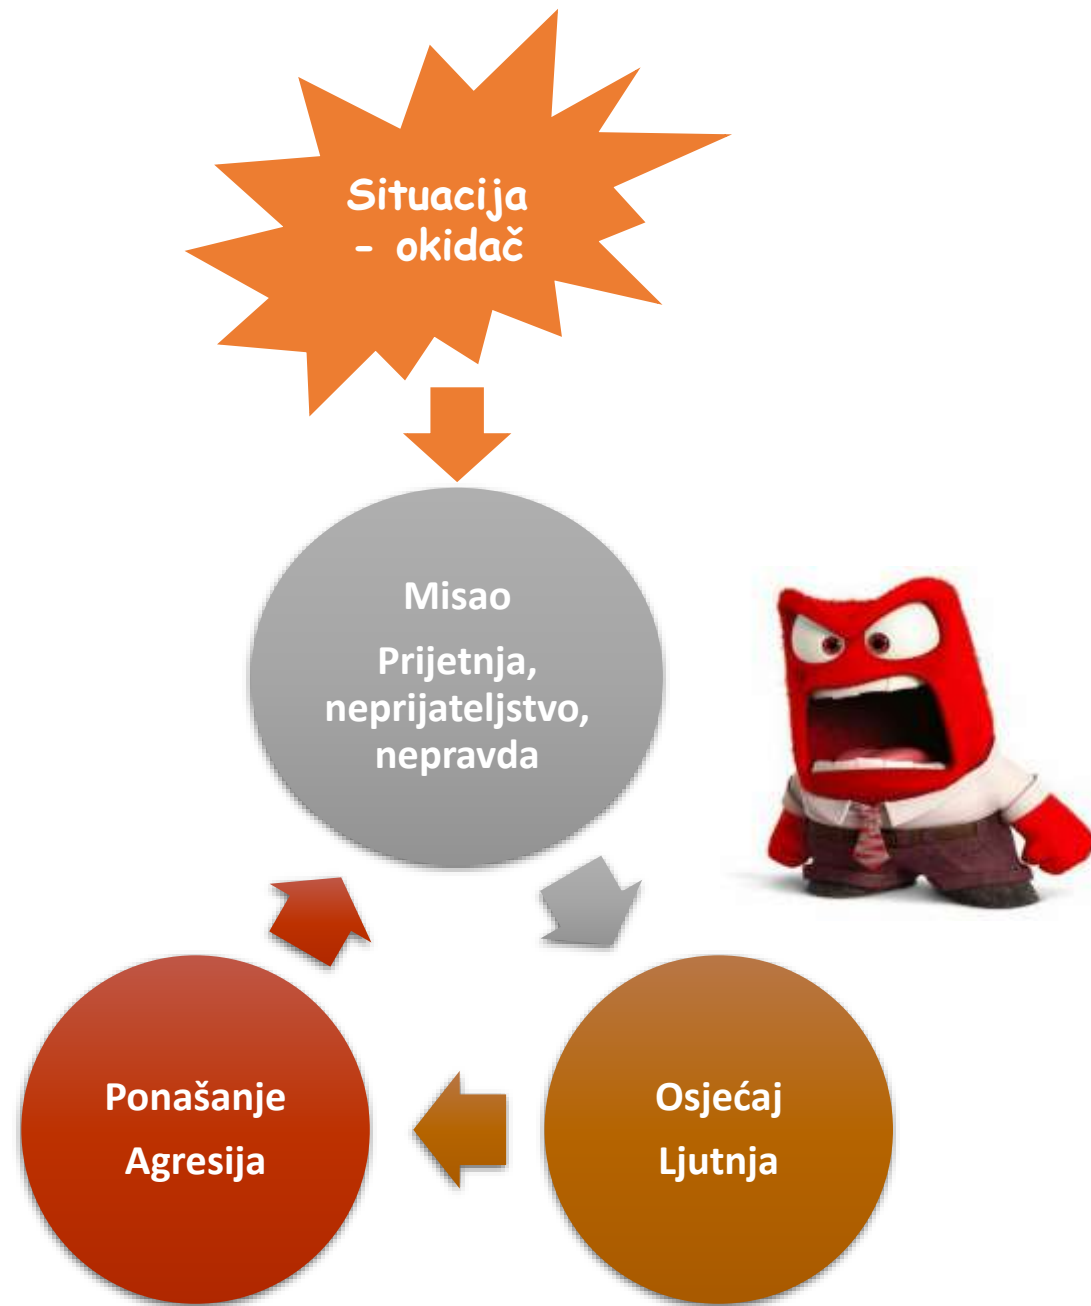 Situacija
- okidač
Misao
Prijetnja,
neprijateljstvo,
nepravda
Ponašanje
Agresija
Osjećaj
Ljutnja